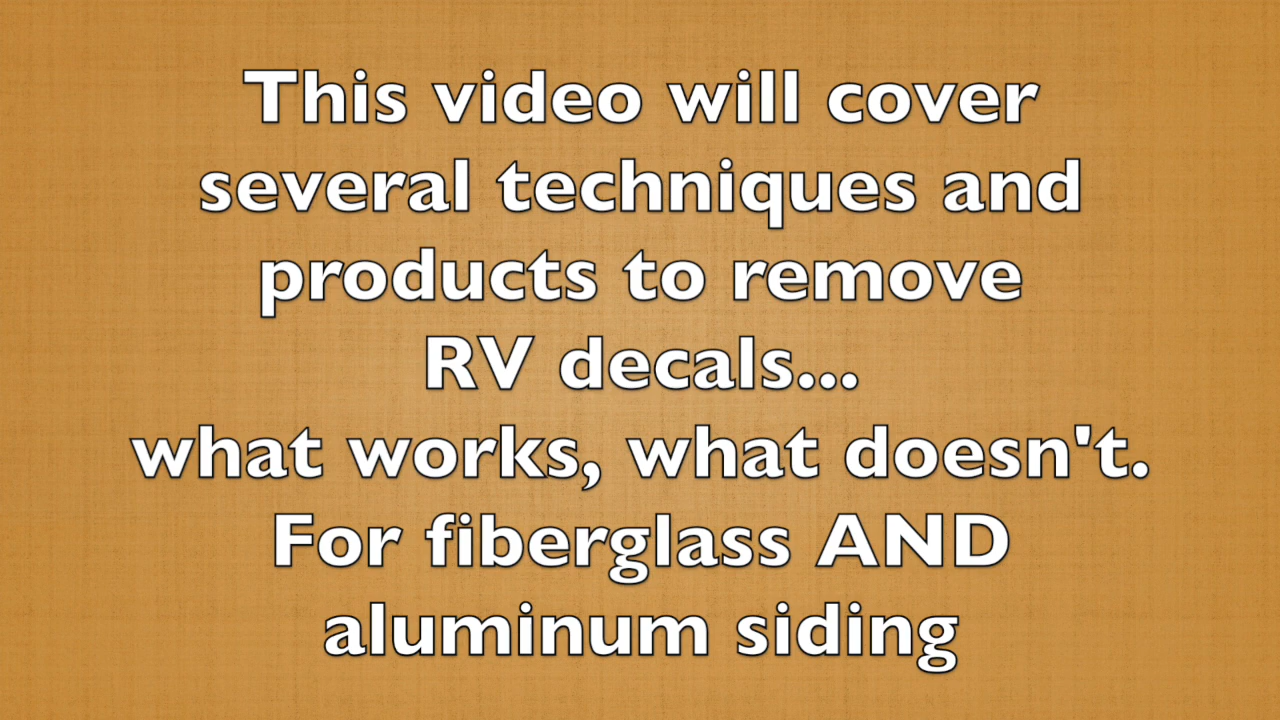 This video will cover
several techniques and
products to remove
RV decals...
what works, what doesn't.
For fiberglass AND
aluminum siding